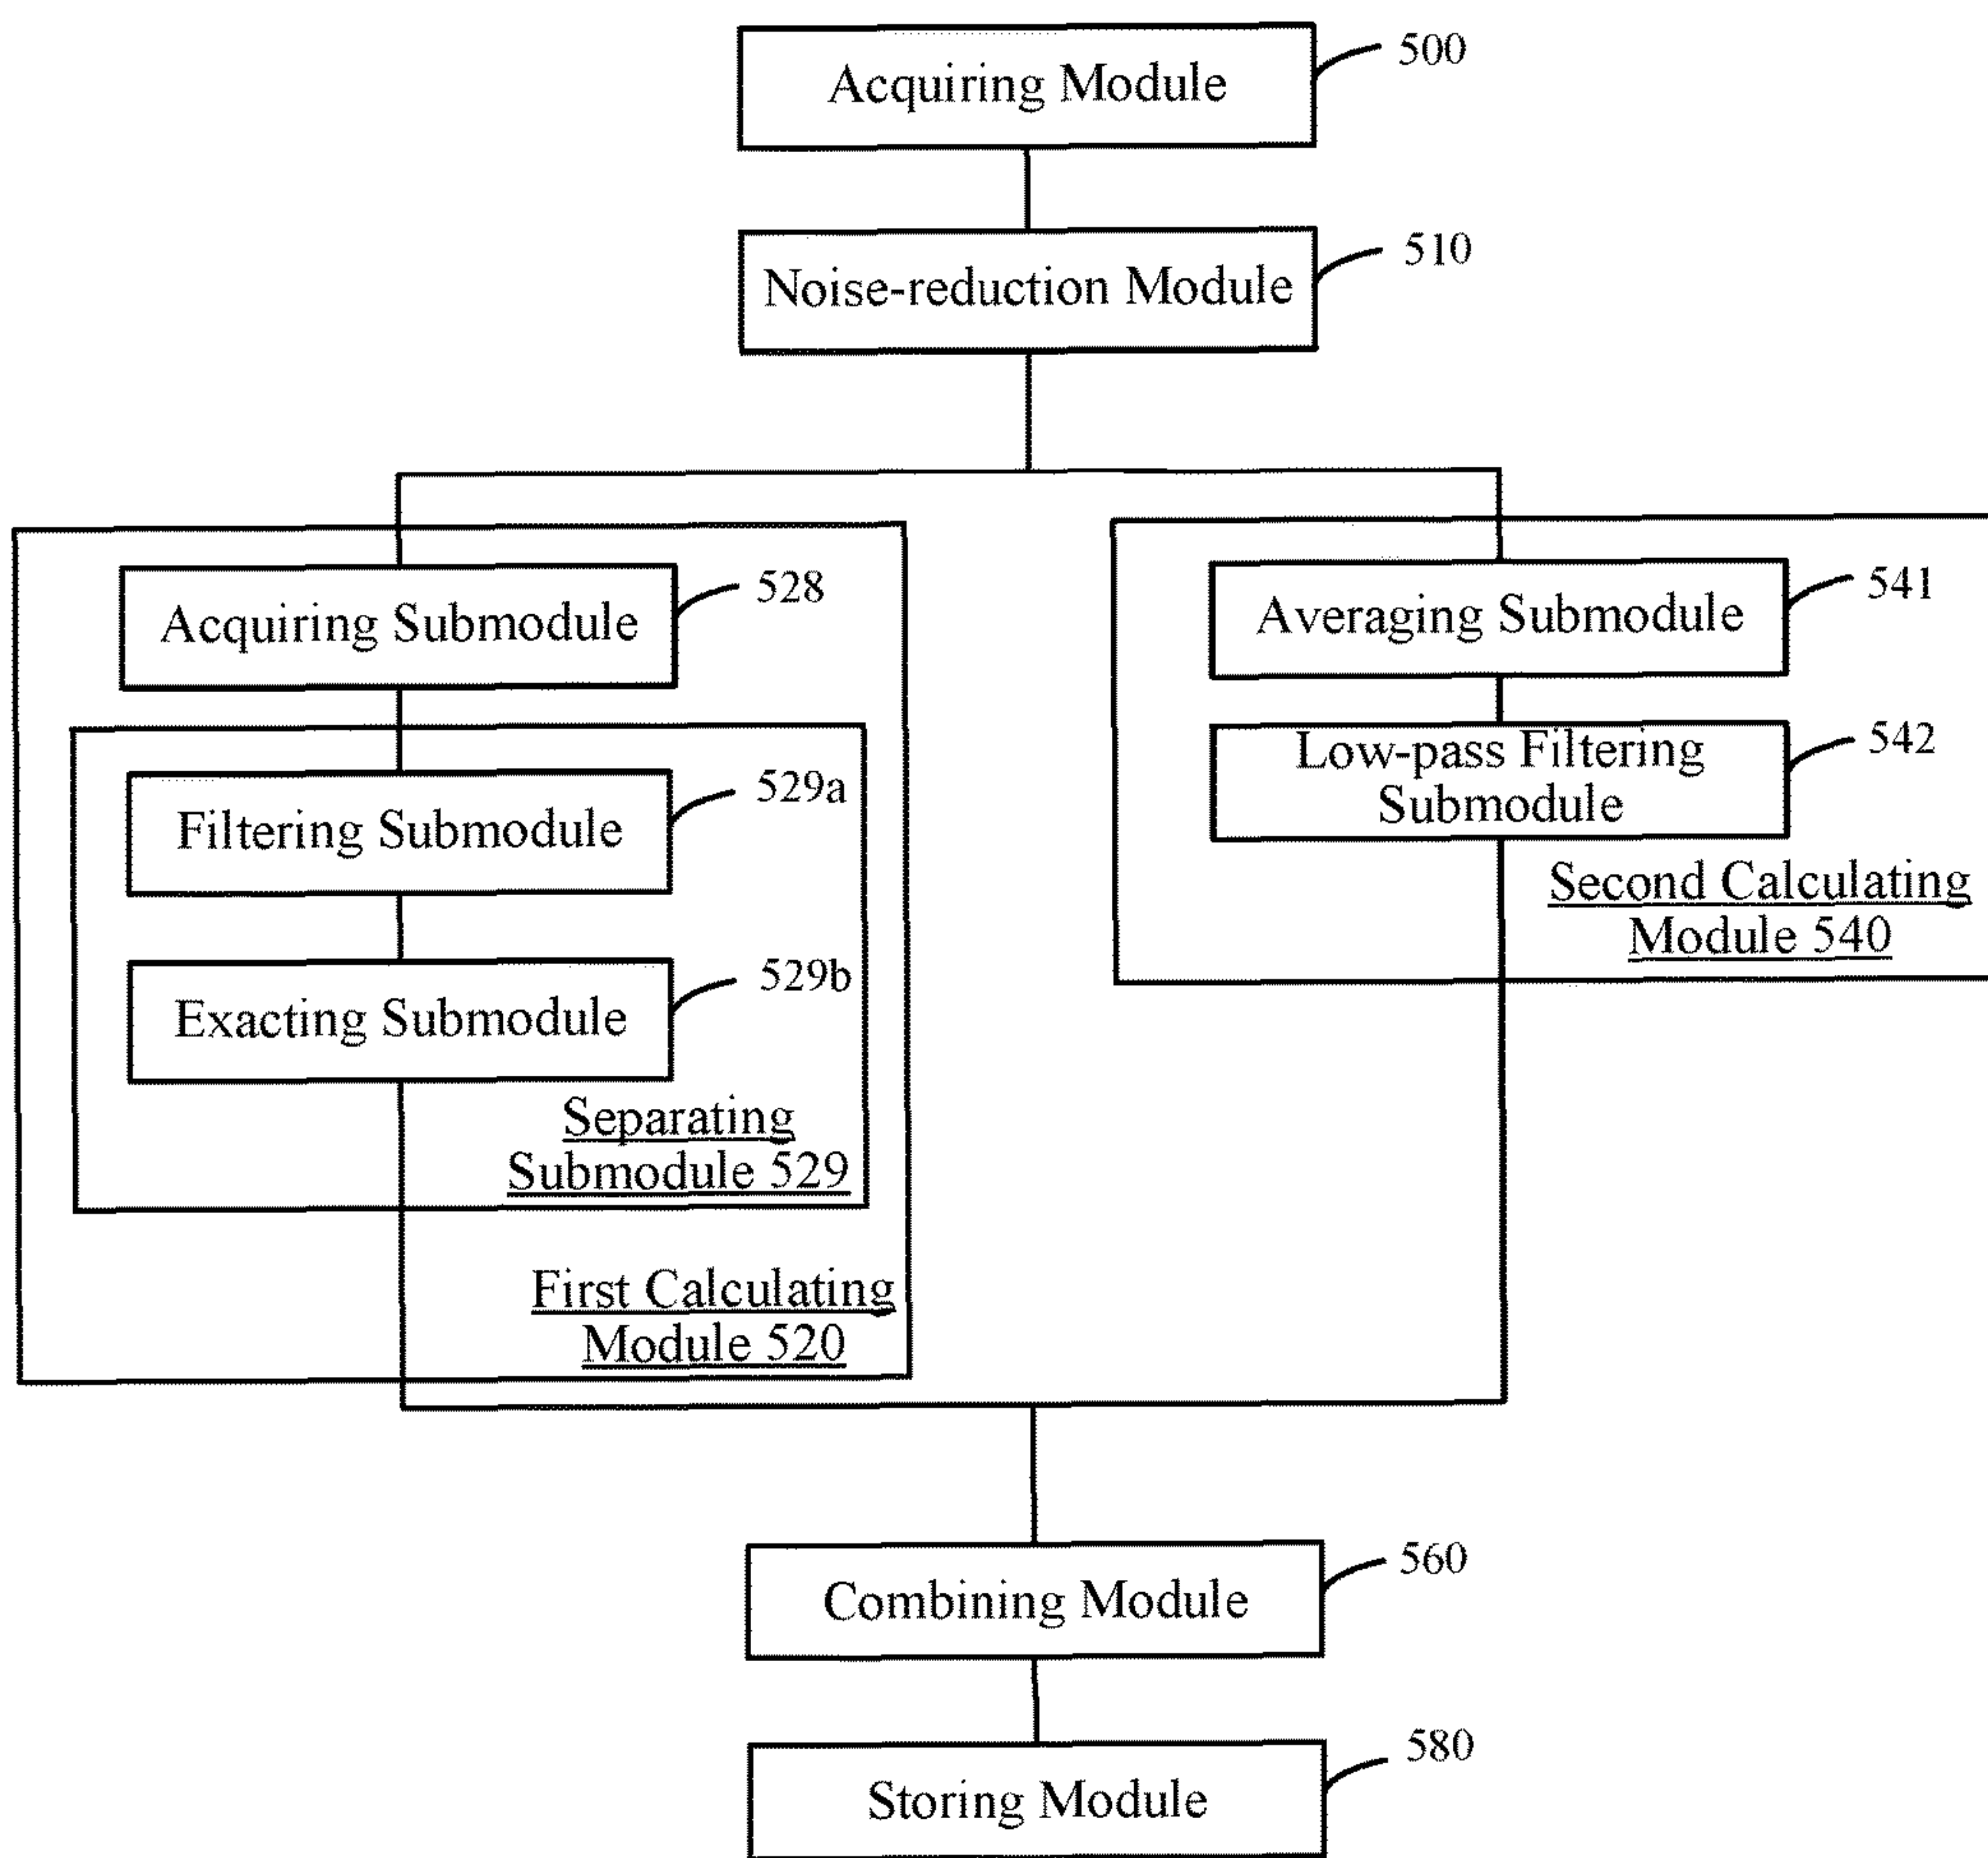 Acquiring Module
500
Noise-reduction Module
510
Acquiring Submodule
528
Filtering Submodule
529a
Exacting Submodule
529b
Separating
Submodule 529
First Calculating
Module 520
Averaging Submodule
541
Low-pass Filtering
Submodule
542
Second Calculating
Module 540
Combining Module
560
Storing Module
580